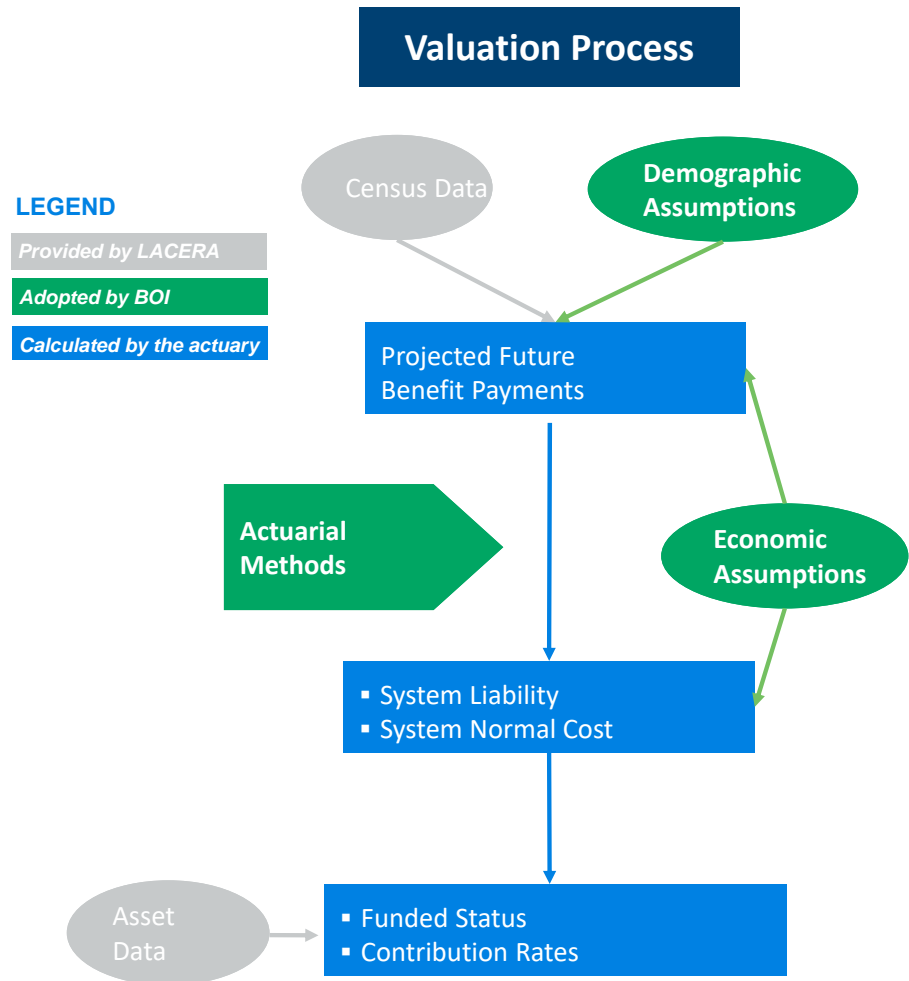 Valuation Process
Census Data
Demographic
Assumptions
LEGEND
Provided by LACERA
Adopted by BOI
Calculated by the actuary
Projected Future
Benefit Payments
Actuarial
Methods
Economic
Assumptions
▪ System Liability
▪ System Normal Cost
Asset
Data
▪ Funded Status
▪ Contribution Rates